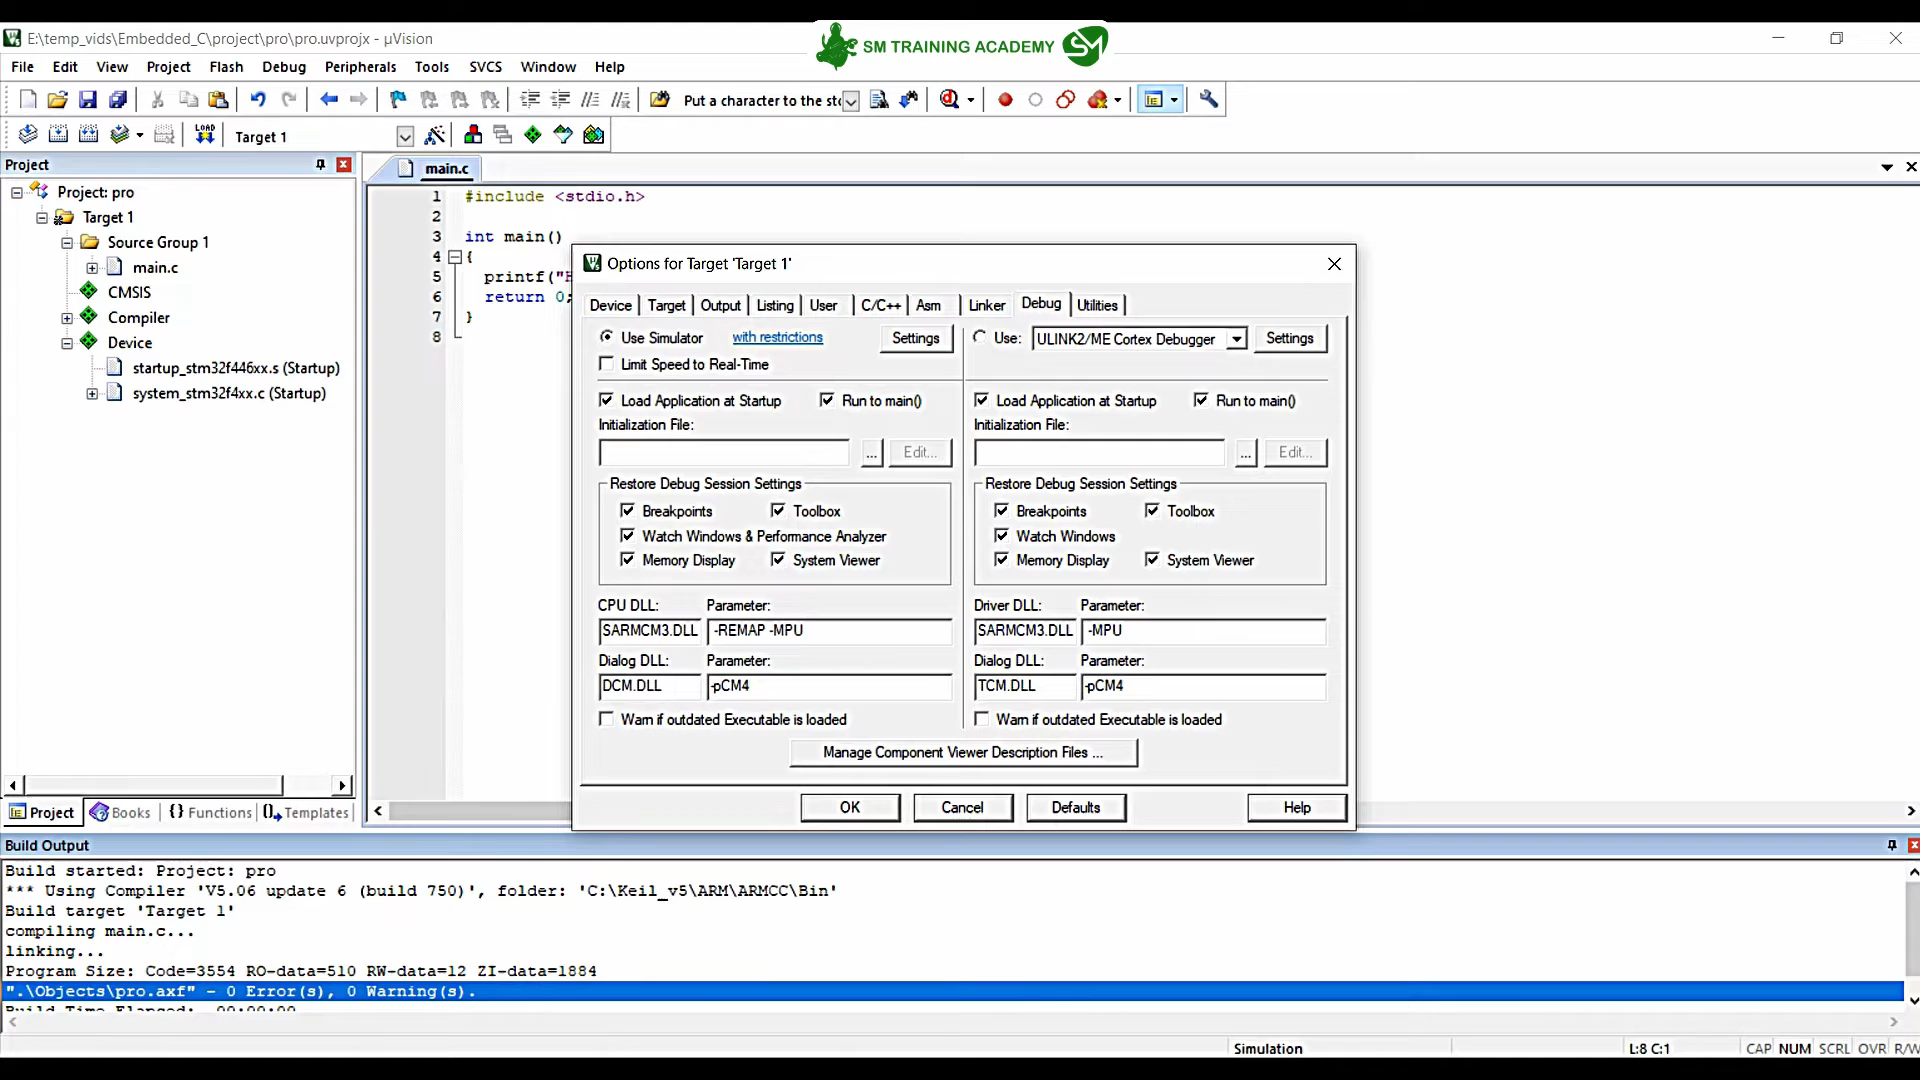 E:\temp_vids\Embedded_C\project\pro\pro.uvprojx - µVision
SM TRAINING ACADEMY SM
File Edit View Project Flash Debug Peripherals Tools SVCS Window Help
Put a character to the st
LOAD Target 1
Project
main.c
Project: pro
Target 1
Source Group 1
main.c
CMSIS
Compiler
Device
startup_stm32f446xx.s (Startup)
system_stm32f4xx.c (Startup)
1 #include <stdio.h>
2
3 int main()
4 {
5 printf("H
6 return 0;
7 }
8
Options for Target 'Target 1'
Device Target Output Listing User C/C++ Asm Linker Debug Utilities
Use Simulator with restrictions Settings
Limit Speed to Real-Time
Load Application at Startup Run to main()
Initialization File:
... Edit...
Restore Debug Session Settings
Breakpoints Toolbox
Watch Windows & Performance Analyzer
Memory Display System Viewer
CPU DLL: Parameter:
SARMCM3.DLL -REMAP -MPU
Dialog DLL: Parameter:
DCM.DLL -pCM4
Warn if outdated Executable is loaded
Use: ULINK2/ME Cortex Debugger Settings
Load Application at Startup Run to main()
Initialization File:
... Edit...
Restore Debug Session Settings
Breakpoints Toolbox
Watch Windows
Memory Display System Viewer
Driver DLL: Parameter:
SARMCM3.DLL -MPU
Dialog DLL: Parameter:
TCM.DLL -pCM4
Warn if outdated Executable is loaded
Manage Component Viewer Description Files ...
OK Cancel Defaults Help
Project Books {} Functions Templates
Build Output
Build started: Project: pro
*** Using Compiler 'V5.06 update 6 (build 750)', folder: 'C:\Keil_v5\ARM\ARMCC\Bin'
Build target 'Target 1'
compiling main.c...
linking...
Program Size: Code=3554 RO-data=510 RW-data=12 ZI-data=1884
".\Objects\pro.axf" - 0 Error(s), 0 Warning(s).
Build Time Elapsed: 00:00:00
Simulation L:8 C:1 CAP NUM SCRL OVR R/W